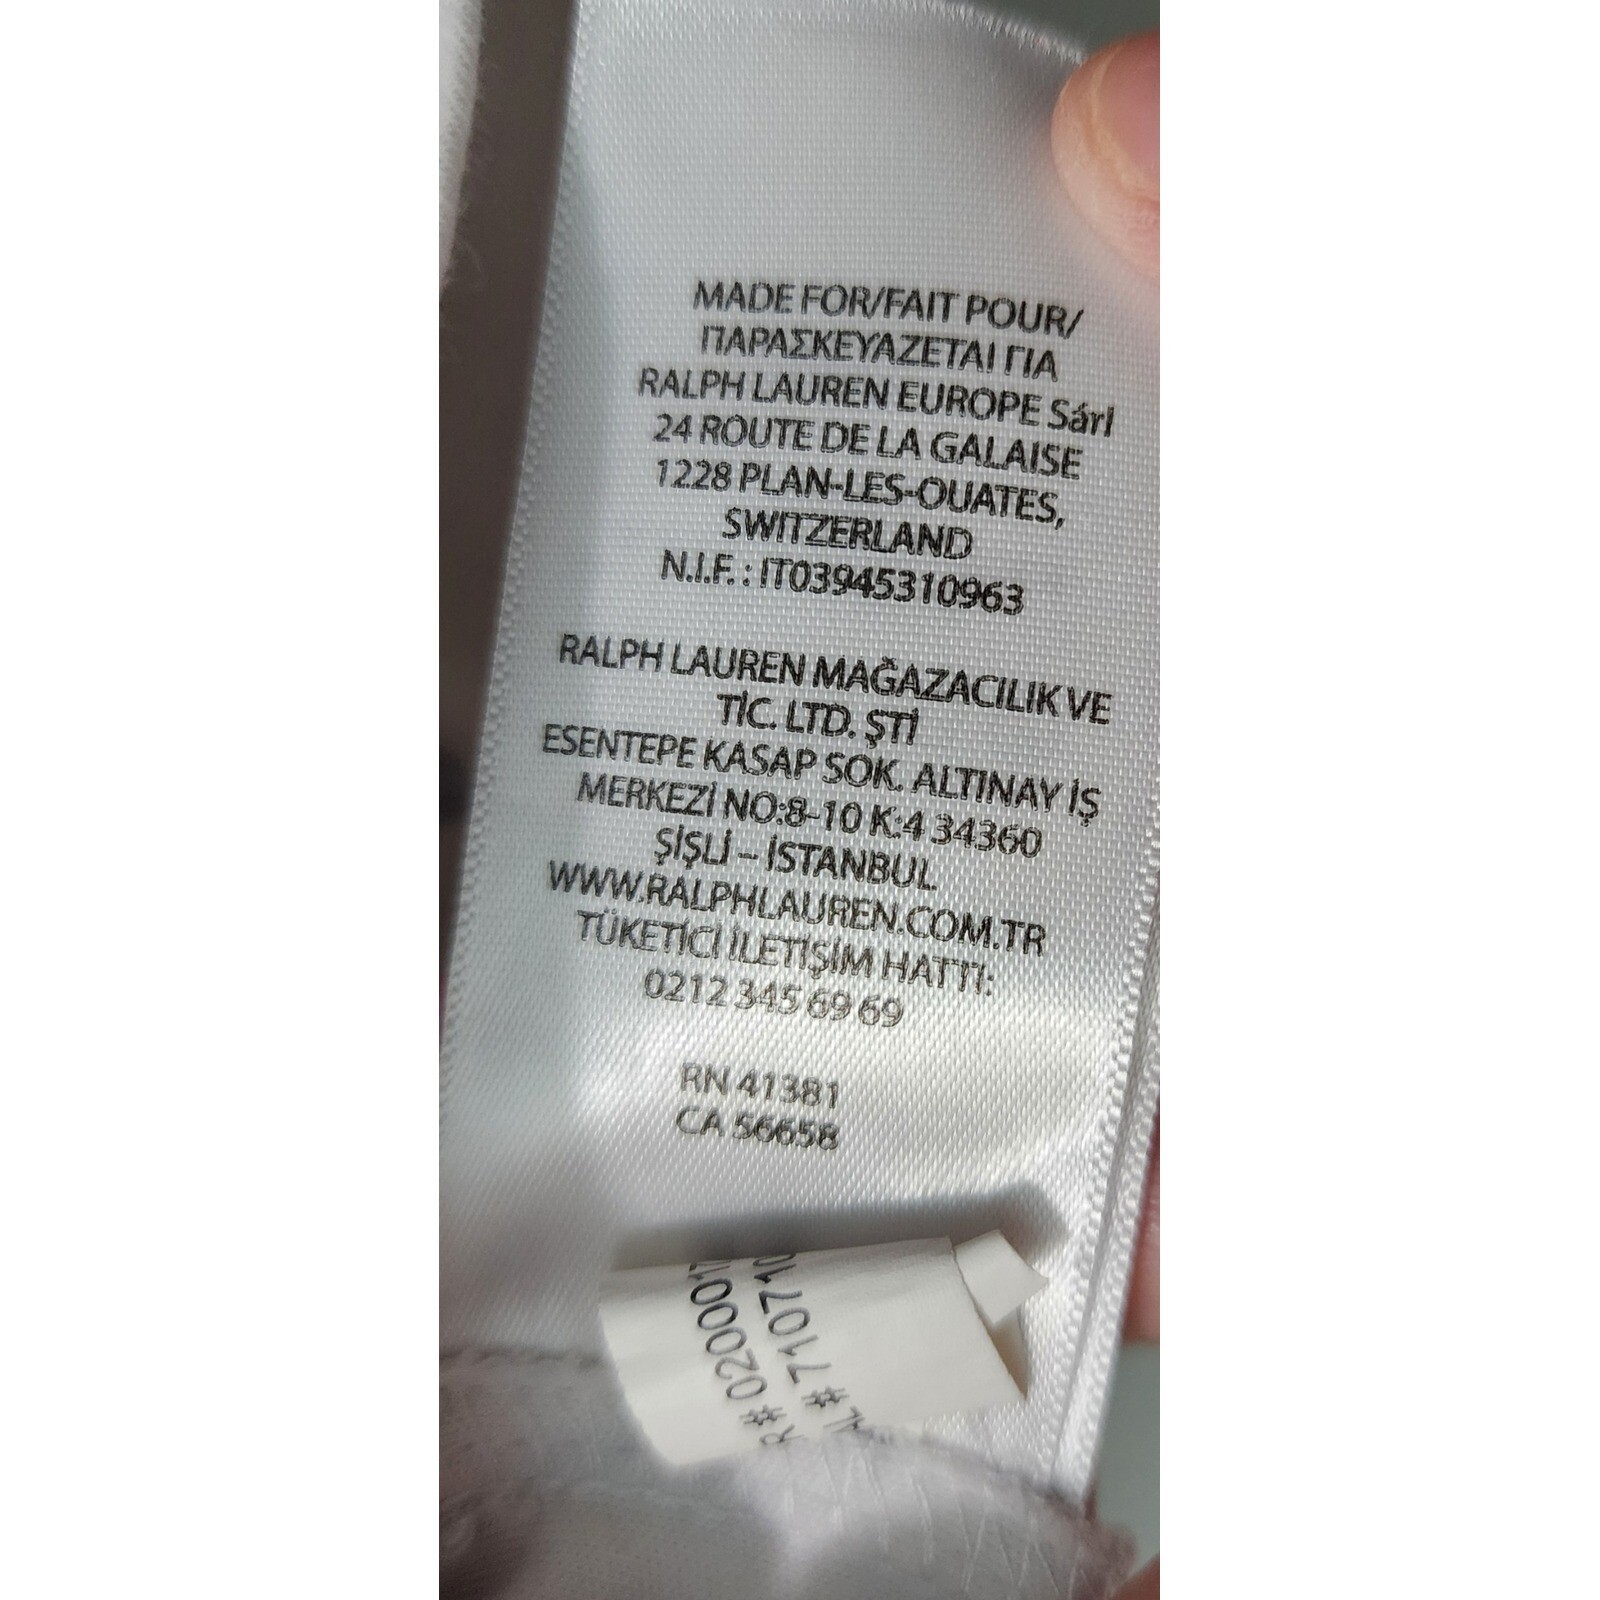 MADE FOR/FAIT POUR/
ΠΑΡΑΣΚΕΥΑΖΕΤΑΙ ΓΙΑ
RALPH LAUREN EUROPE Sárl
24 ROUTE DE LA GALAISE
1228 PLAN-LES-OUATES,
SWITZERLAND
N.I.F. : IT03945310963
RALPH LAUREN MAĞAZACILIK VE
TİC. LTD. ŞTİ
ESENTEPE KASAP SOK. ALTINAY İŞ
MERKEZİ NO:8-10 K:4 34360
ŞİŞLİ – İSTANBUL
WWW.RALPHLAUREN.COM.TR
TÜKETİCİ İLETİŞİM HATTI:
0212 345 69 69
RN 41381
CA 56658